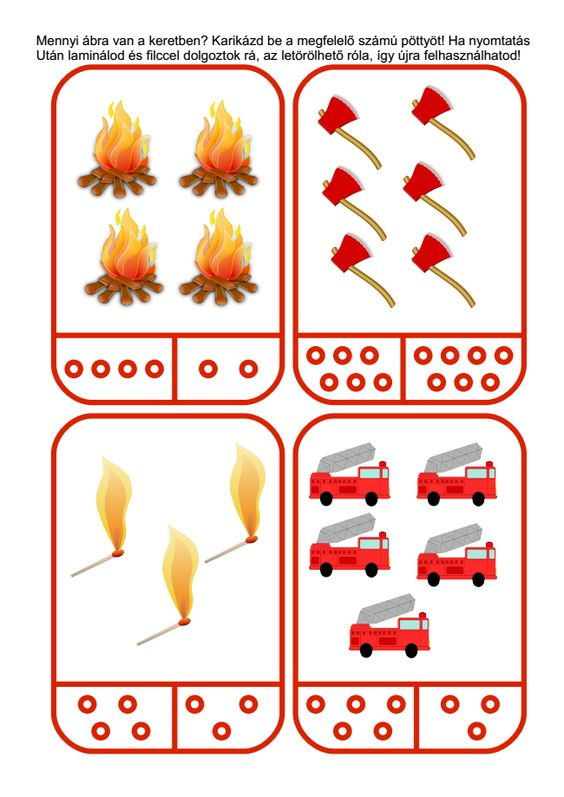 Mennyi ábra van a keretben? Karikázd be a megfelelő számú pöttyöt! Ha nyomtatás
Után laminálod és filccel dolgoztok rá, az letörölhető róla, így újra felhasználhatod!